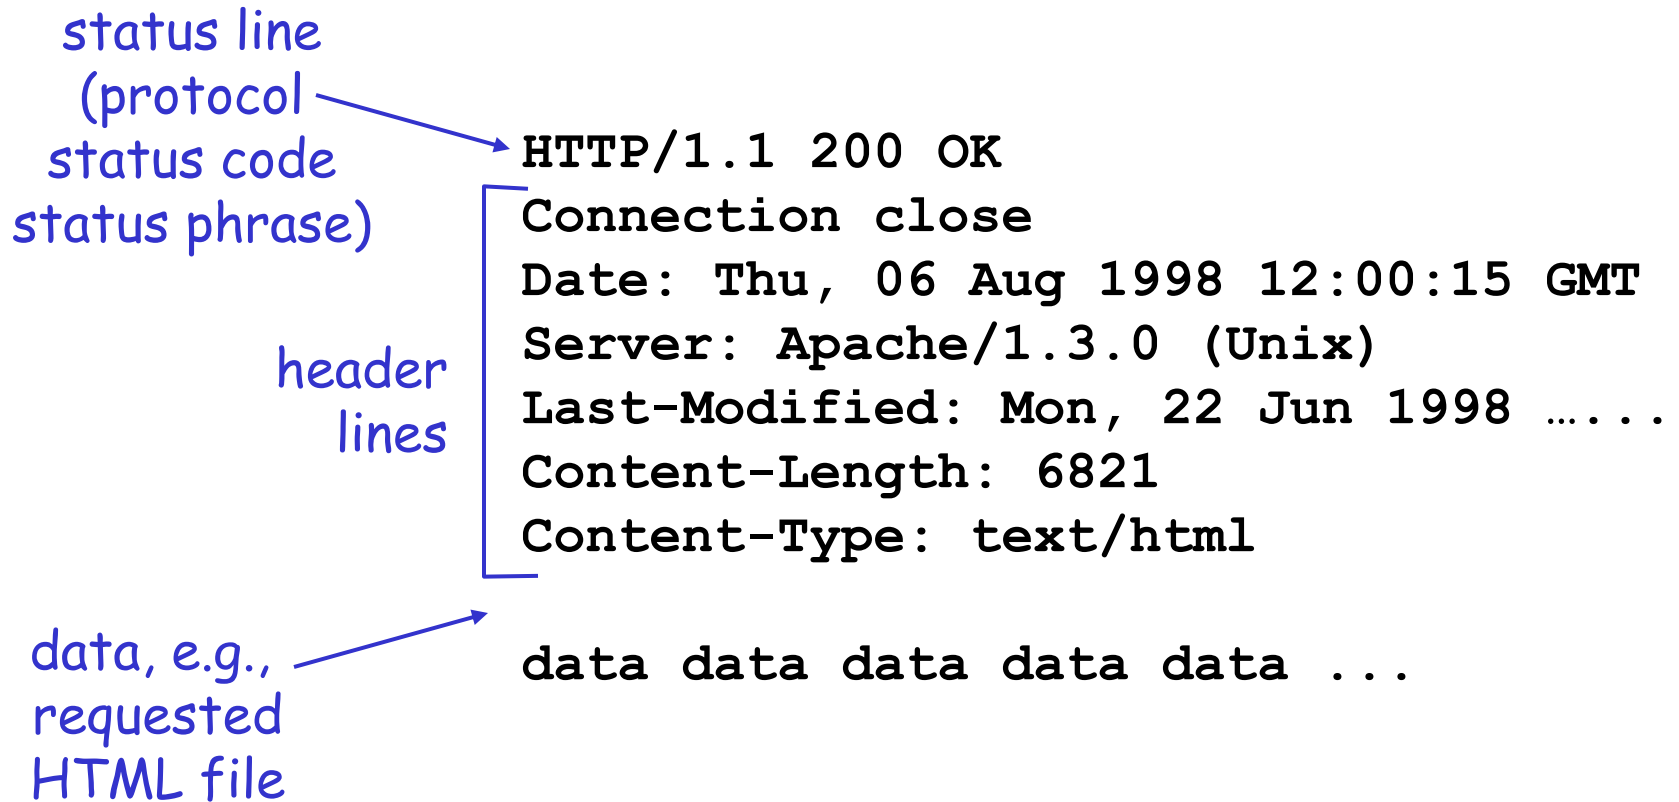 status line
(protocol
status code
status phrase)
HTTP/1.1 200 OK
Connection close
Date: Thu, 06 Aug 1998 12:00:15 GMT
Server: Apache/1.3.0 (Unix)
Last-Modified: Mon, 22 Jun 1998 …...
Content-Length: 6821
Content-Type: text/html
header
lines
data, e.g.,
requested
HTML file
data data data data data ...